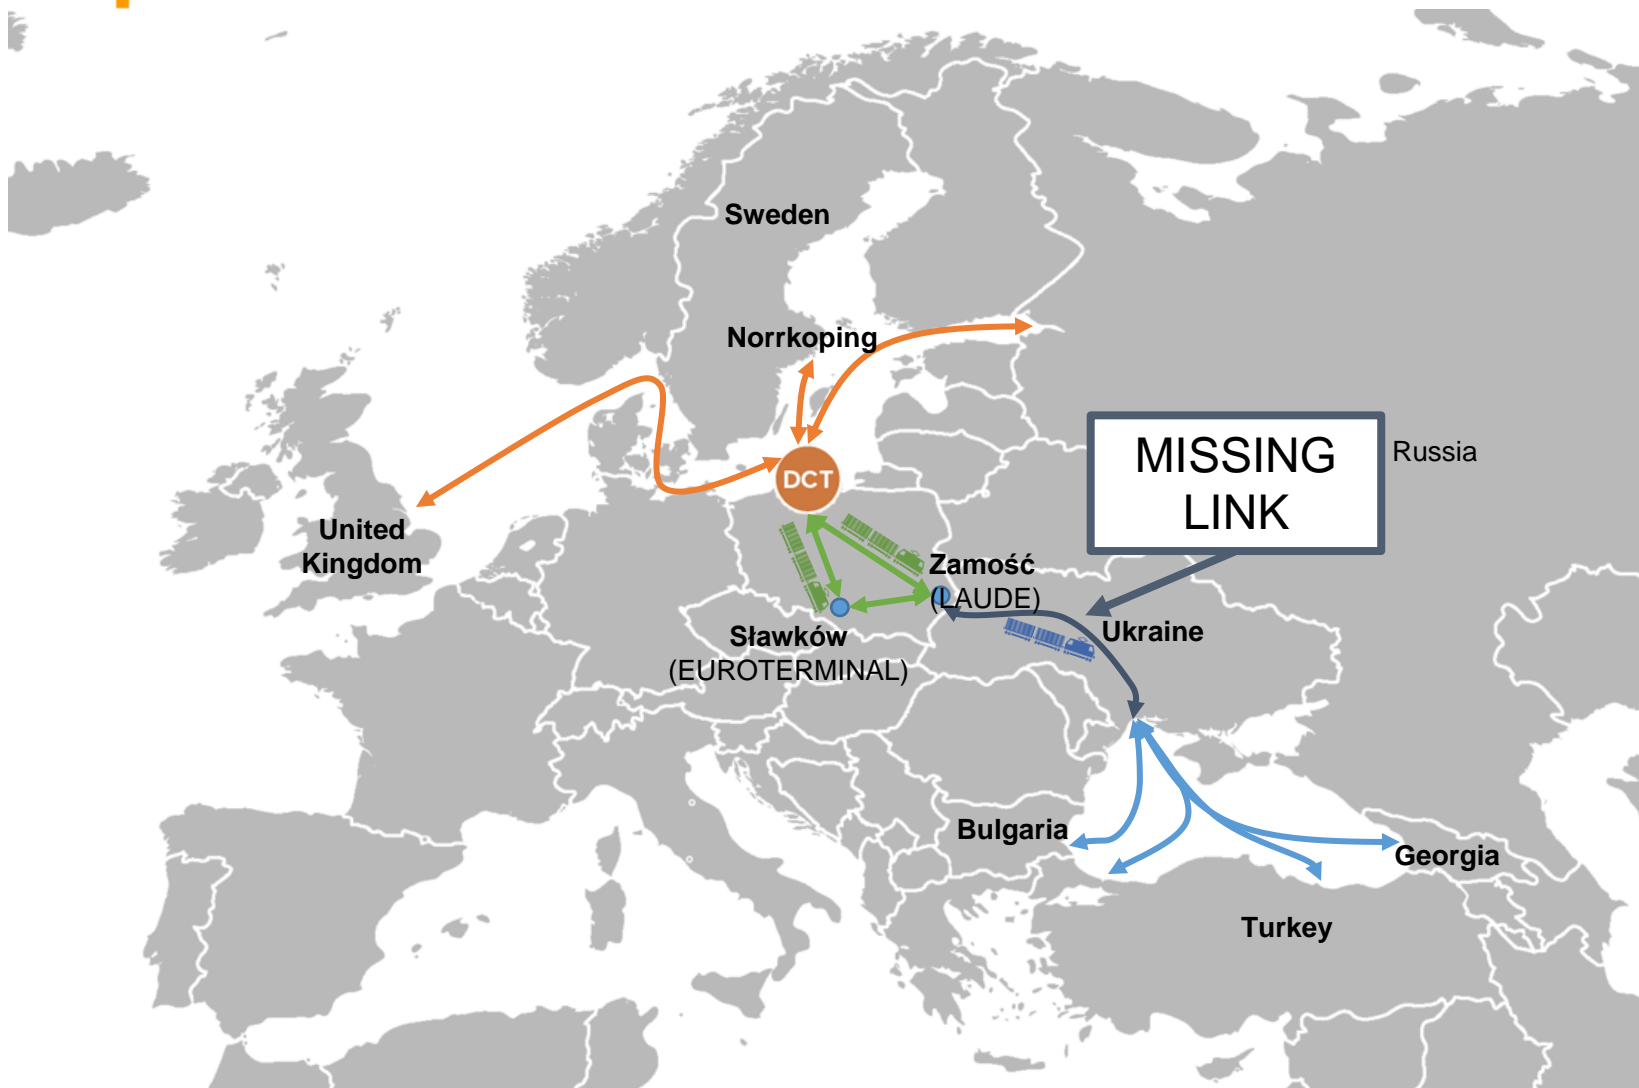 Sweden
Norrkoping
MISSING
LINK
Russia
DCT
United
Kingdom
Zamość
(LAUDE)
Ukraine
Sławków
(EUROTERMINAL)
Bulgaria
Georgia
Turkey